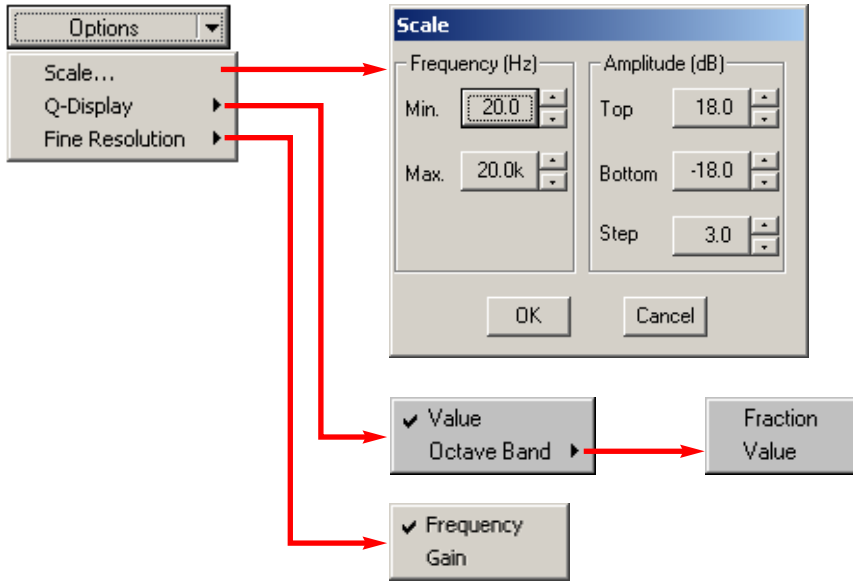 Options
Scale...
Q-Display
Fine Resolution
Scale
Frequency (Hz)
Min. 20.0
Max. 20.0k
Amplitude (dB)
Top 18.0
Bottom -18.0
Step 3.0
OK Cancel
Value
Octave Band
Fraction
Value
Frequency
Gain